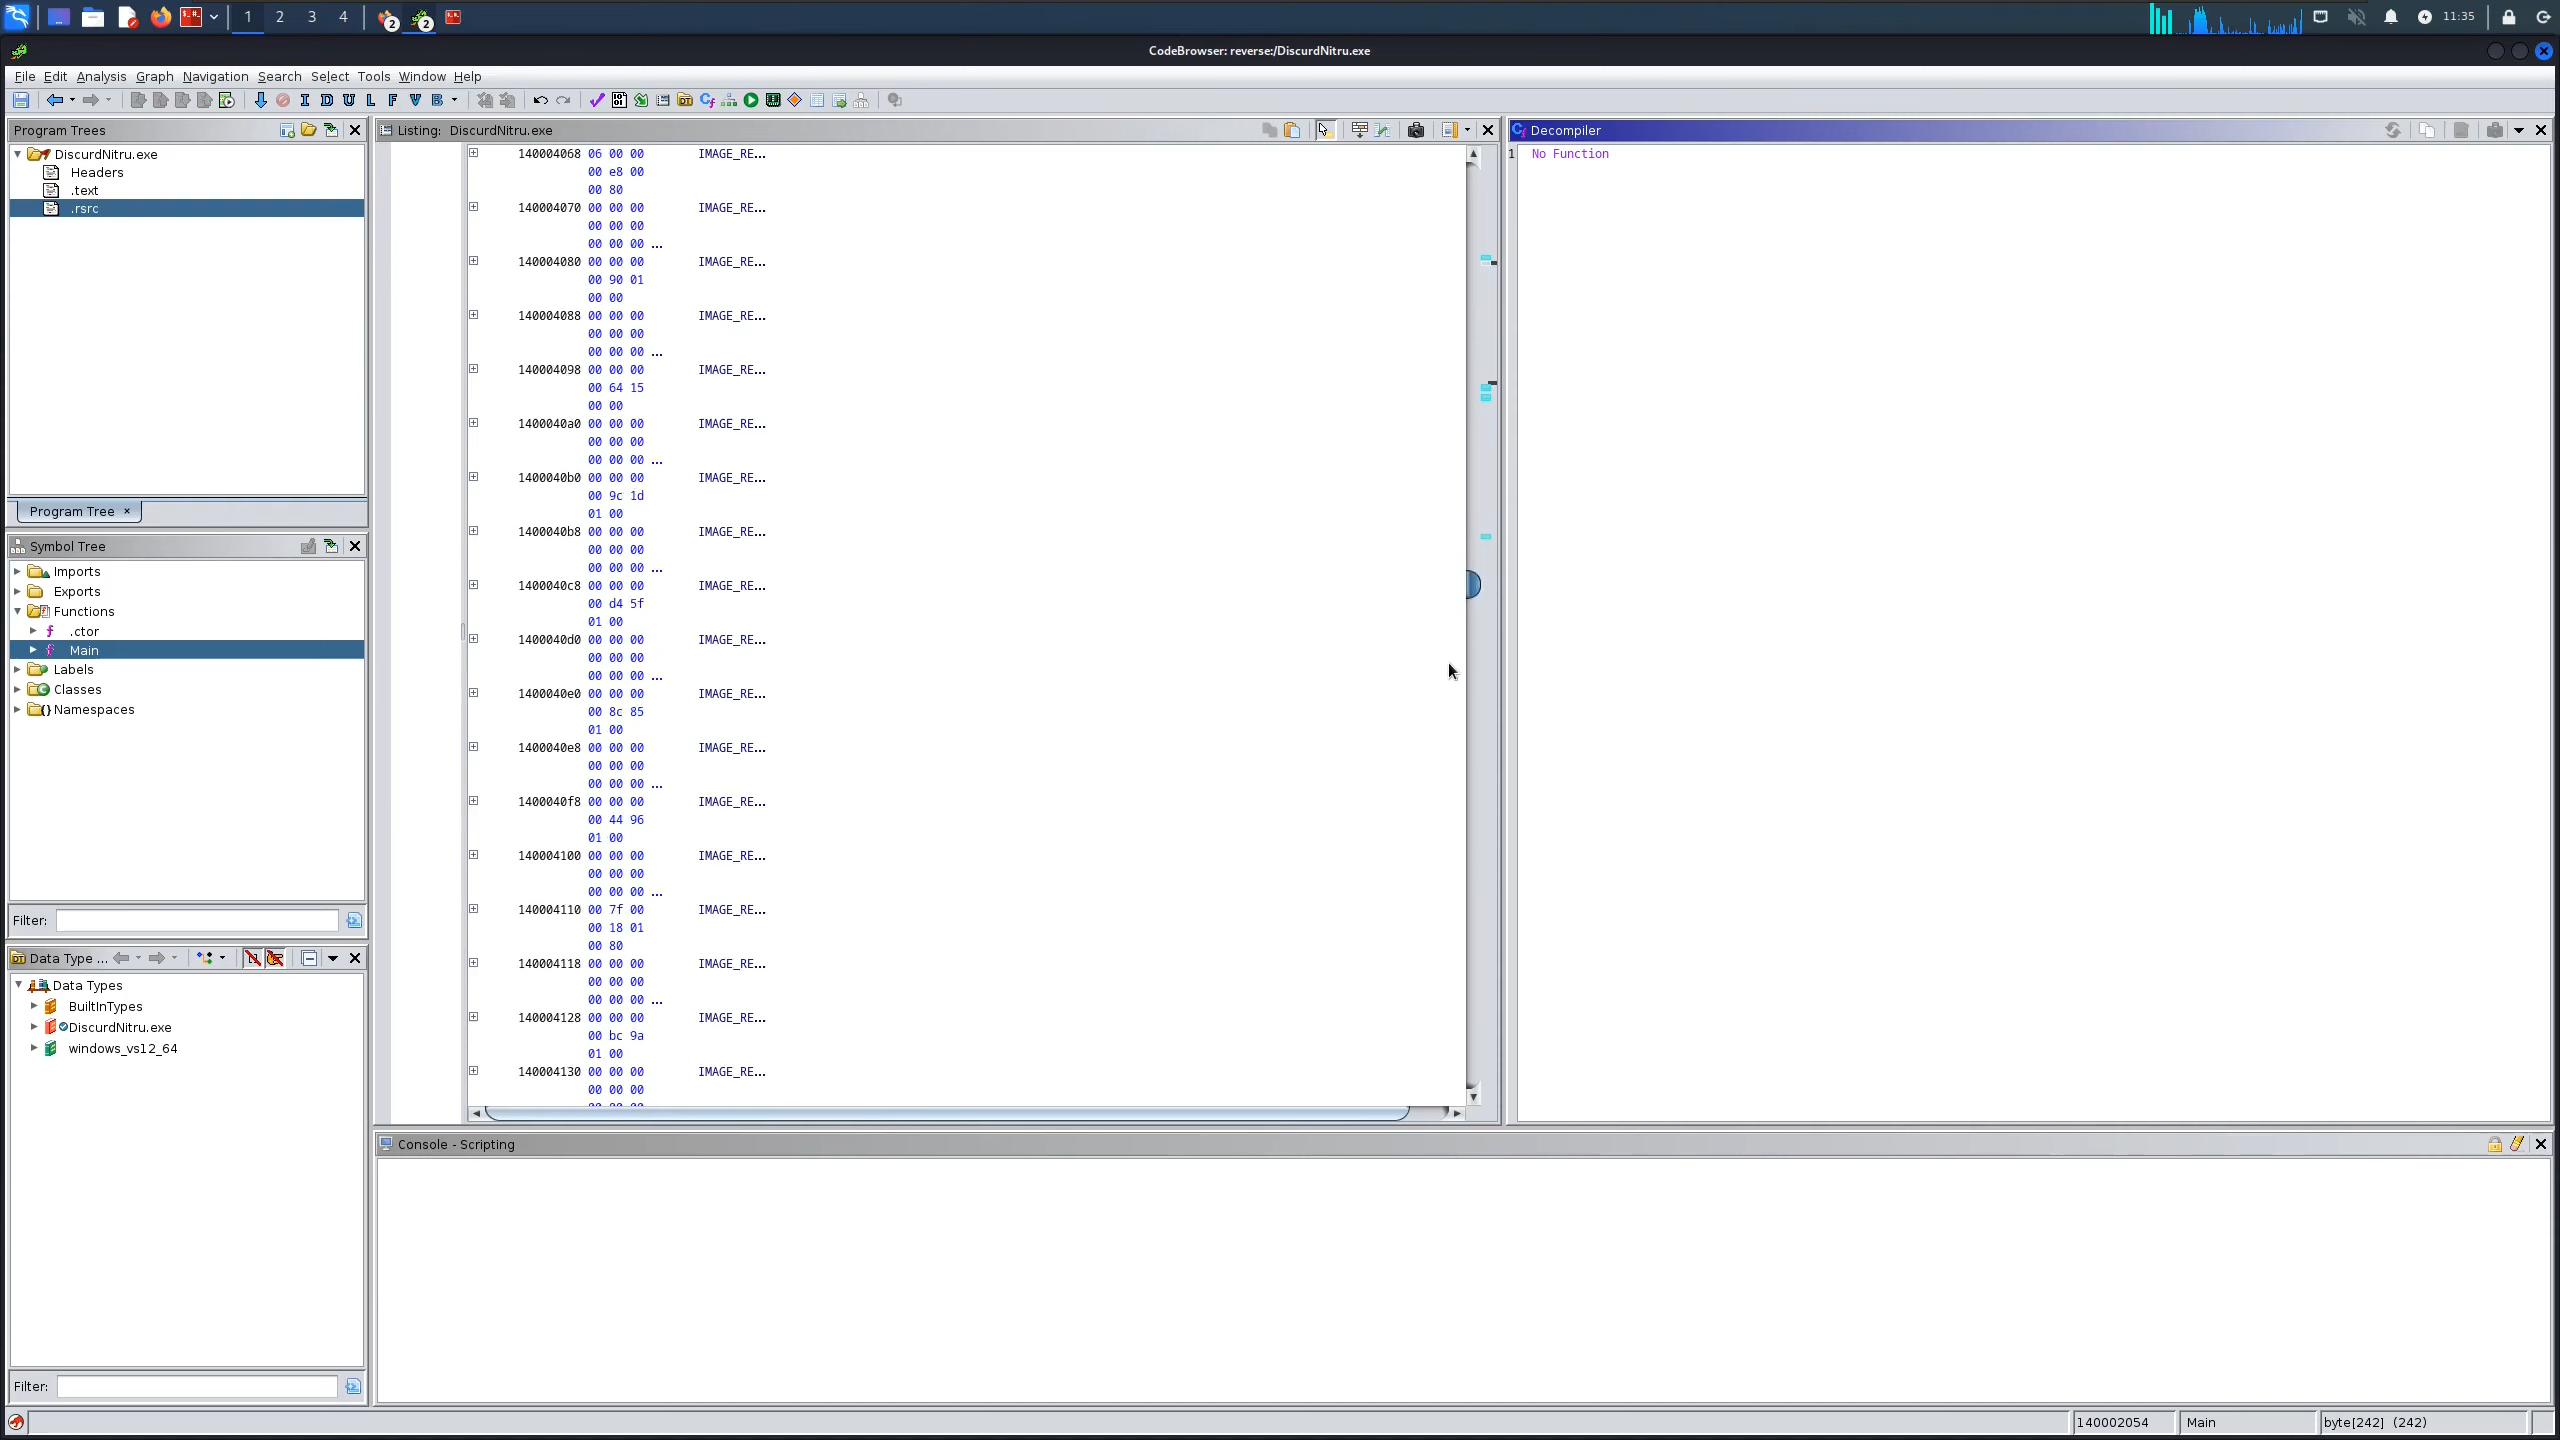 1 2 3 4 2 2 11:35
CodeBrowser: reverse:/DiscurdNitru.exe
File Edit Analysis Graph Navigation Search Select Tools Window Help
I D U L F V B
Program Trees
DiscurdNitru.exe
Headers
.text
.rsrc
Program Tree ×
Symbol Tree
Imports
Exports
Functions
.ctor
Main
Labels
Classes
Namespaces
Filter:
Data Type ...
Data Types
BuiltInTypes
DiscurdNitru.exe
windows_vs12_64
Filter:
Listing: DiscurdNitru.exe
140004068 06 00 00 IMAGE_RE...
00 e8 00
00 80
140004070 00 00 00 IMAGE_RE...
00 00 00
00 00 00 ...
140004080 00 00 00 IMAGE_RE...
00 90 01
00 00
140004088 00 00 00 IMAGE_RE...
00 00 00
00 00 00 ...
140004098 00 00 00 IMAGE_RE...
00 64 15
00 00
1400040a0 00 00 00 IMAGE_RE...
00 00 00
00 00 00 ...
1400040b0 00 00 00 IMAGE_RE...
00 9c 1d
01 00
1400040b8 00 00 00 IMAGE_RE...
00 00 00
00 00 00 ...
1400040c8 00 00 00 IMAGE_RE...
00 d4 5f
01 00
1400040d0 00 00 00 IMAGE_RE...
00 00 00
00 00 00 ...
1400040e0 00 00 00 IMAGE_RE...
00 8c 85
01 00
1400040e8 00 00 00 IMAGE_RE...
00 00 00
00 00 00 ...
1400040f8 00 00 00 IMAGE_RE...
00 44 96
01 00
140004100 00 00 00 IMAGE_RE...
00 00 00
00 00 00 ...
140004110 00 7f 00 IMAGE_RE...
00 18 01
00 80
140004118 00 00 00 IMAGE_RE...
00 00 00
00 00 00 ...
140004128 00 00 00 IMAGE_RE...
00 bc 9a
01 00
140004130 00 00 00 IMAGE_RE...
00 00 00
Decompiler
1 No Function
Console - Scripting
140002054 Main byte[242] (242)